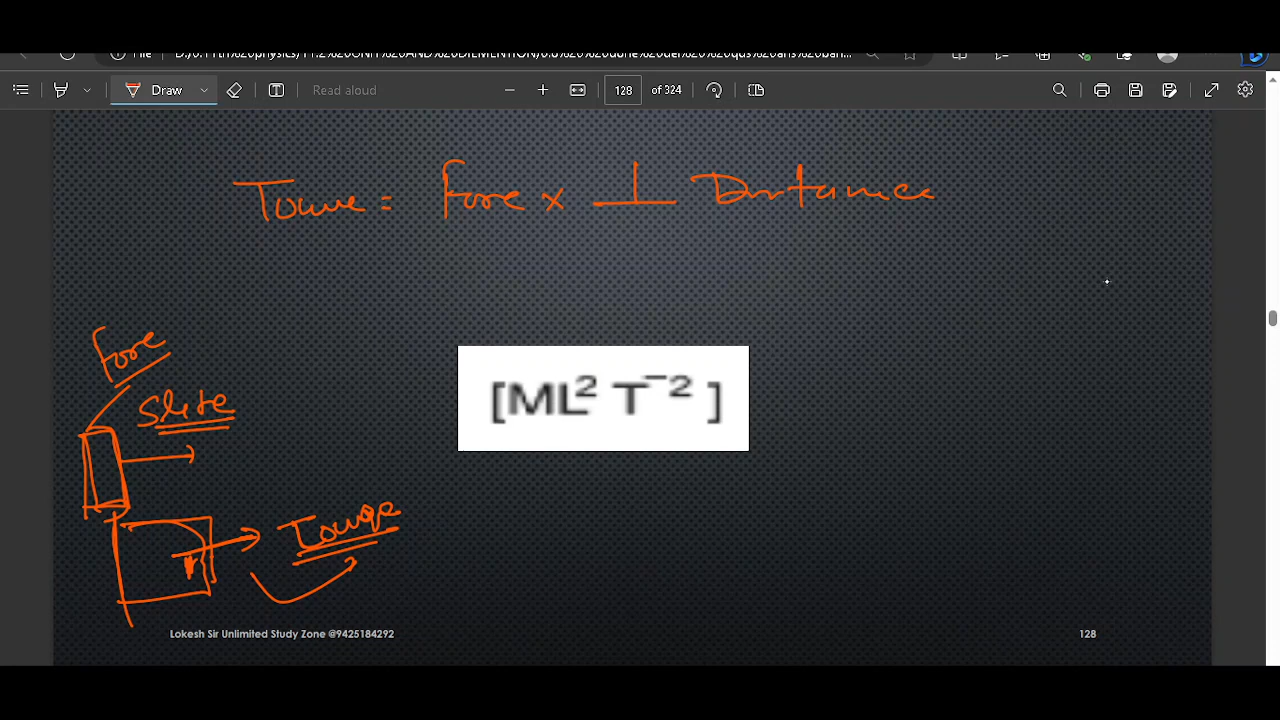 Draw
Read aloud
128 of 324
Torque = Force x ⊥ Distance
Force
Slide
[ML² T⁻² ]
Torque
Lokesh Sir Unlimited Study Zone @9425184292
128